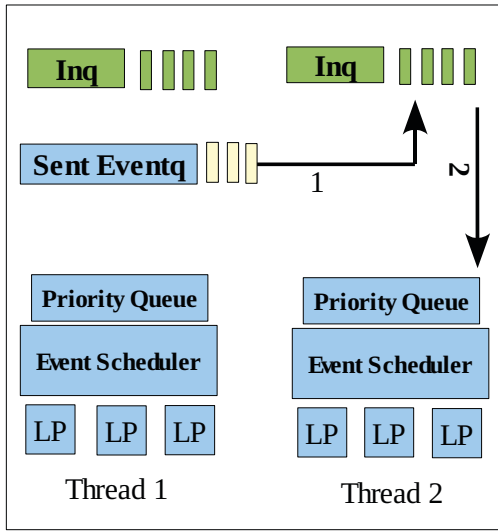 Inq
Inq
Sent Eventq
1
2
Priority Queue
Priority Queue
Event Scheduler
Event Scheduler
LP LP LP
LP LP LP
Thread 1
Thread 2